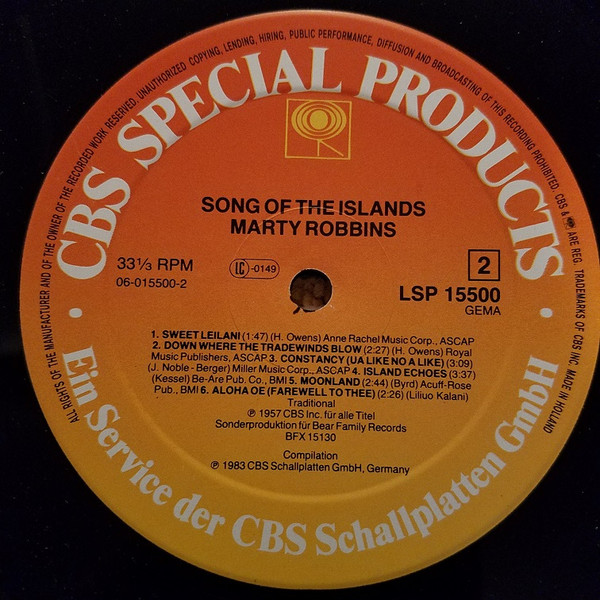 ALL RIGHTS OF THE MANUFACTURER AND OF THE OWNER OF THE RECORDED WORK RESERVED. UNAUTHORIZED COPYING, LENDING, HIRING, PUBLIC PERFORMANCE, DIFFUSION AND BROADCASTING OF THIS RECORDING PROHIBITED. CBS & ARE REG. TRADEMARKS OF CBS INC. MADE IN HOLLAND
CBS SPECIAL PRODUCTS
SONG OF THE ISLANDS
MARTY ROBBINS
33⅓ RPM
06-015500-2
LC-0149
2
LSP 15500
GEMA
1. SWEET LEILANI (1:47) (H. Owens) Anne Rachel Music Corp., ASCAP
2. DOWN WHERE THE TRADEWINDS BLOW (2:27) (H. Owens) Royal
Music Publishers, ASCAP 3. CONSTANCY (UA LIKE NO A LIKE) (3:09)
(J. Noble - Berger) Miller Music Corp., ASCAP 4. ISLAND ECHOES (3:37)
(Kessel) Be-Are Pub. Co., BMI 5. MOONLAND (2:44) (Byrd) Acuff-Rose
Pub., BMI 6. ALOHA OE (FAREWELL TO THEE) (2:26) (Liliuo Kalani)
Traditional
℗ 1957 CBS Inc. für alle Titel
Sonderproduktion für Bear Family Records
BFX 15130
Compilation
℗ 1983 CBS Schallplatten GmbH, Germany
Ein Service der CBS Schallplatten GmbH